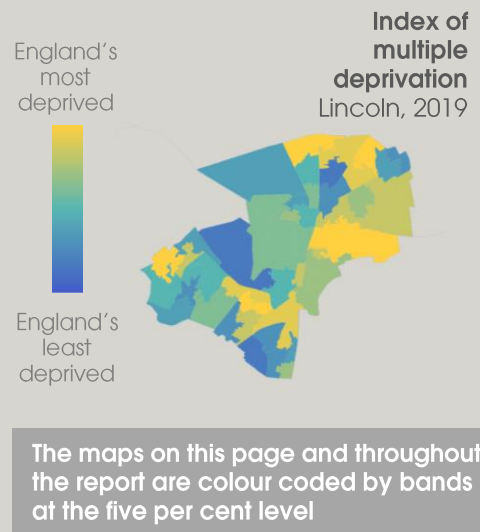 Index of
multiple
deprivation
Lincoln, 2019
England's
most
deprived
England's
least
deprived
The maps on this page and throughout
the report are colour coded by bands
at the five per cent level